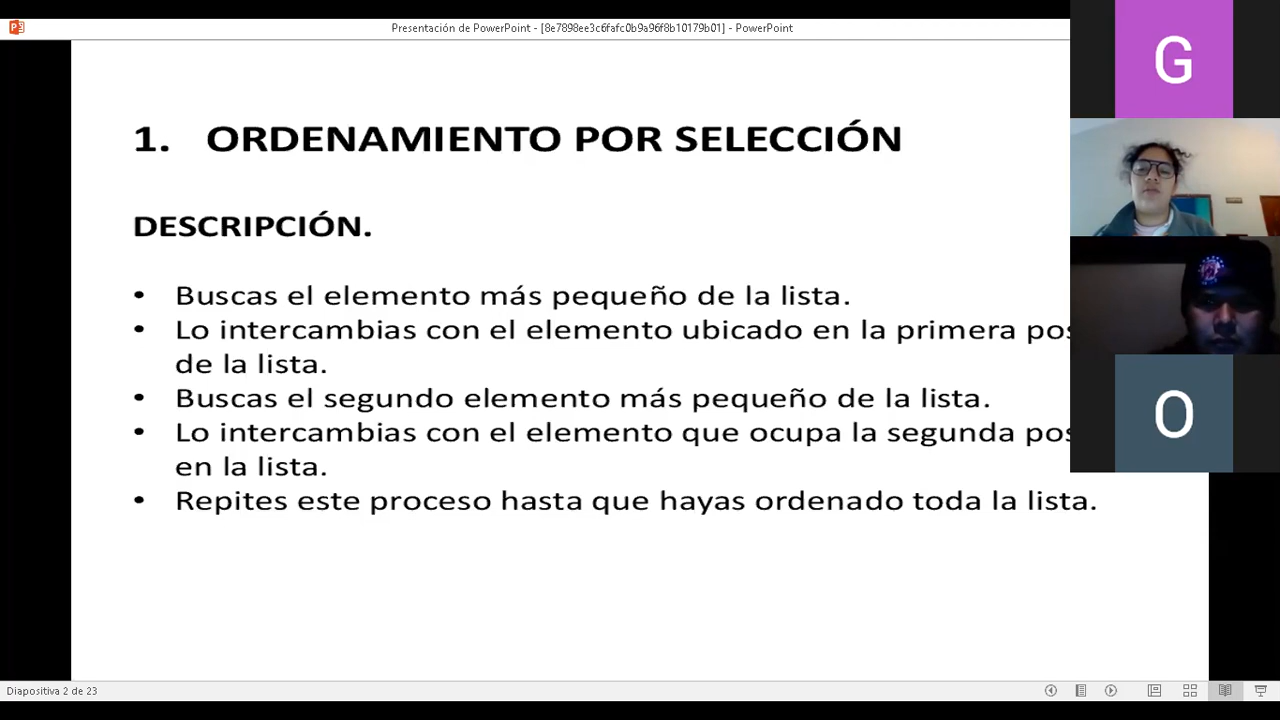 Presentación de PowerPoint - [8e7898ee3c6fafc0b9a96f8b10179b01] - PowerPoint
G
1. ORDENAMIENTO POR SELECCIÓN
DESCRIPCIÓN.
• Buscas el elemento más pequeño de la lista.
• Lo intercambias con el elemento ubicado en la primera pos
de la lista.
• Buscas el segundo elemento más pequeño de la lista.
• Lo intercambias con el elemento que ocupa la segunda pos
en la lista.
• Repites este proceso hasta que hayas ordenado toda la lista.
O
Diapositiva 2 de 23